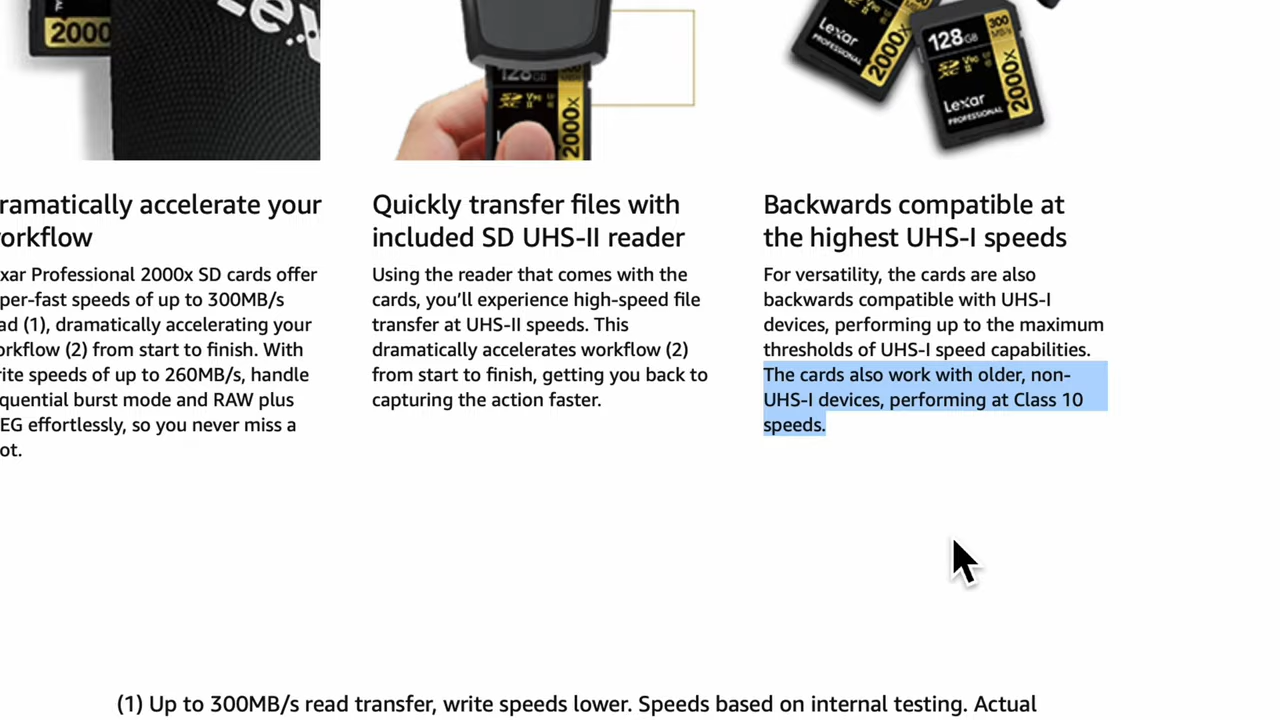 2000
Lexar
128GB
300
V90
2000x
Lexar
PROFESSIONAL
2000x
128GB
300
MB/s
V90
2000x
Lexar
PROFESSIONAL
ramatically accelerate your
orkflow
xar Professional 2000x SD cards offer
per-fast speeds of up to 300MB/s
ad (1), dramatically accelerating your
orkflow (2) from start to finish. With
rite speeds of up to 260MB/s, handle
quential burst mode and RAW plus
EG effortlessly, so you never miss a
ot.
Quickly transfer files with
included SD UHS-II reader
Using the reader that comes with the
cards, you’ll experience high-speed file
transfer at UHS-II speeds. This
dramatically accelerates workflow (2)
from start to finish, getting you back to
capturing the action faster.
Backwards compatible at
the highest UHS-I speeds
For versatility, the cards are also
backwards compatible with UHS-I
devices, performing up to the maximum
thresholds of UHS-I speed capabilities.
The cards also work with older, non-
UHS-I devices, performing at Class 10
speeds.
(1) Up to 300MB/s read transfer, write speeds lower. Speeds based on internal testing. Actual